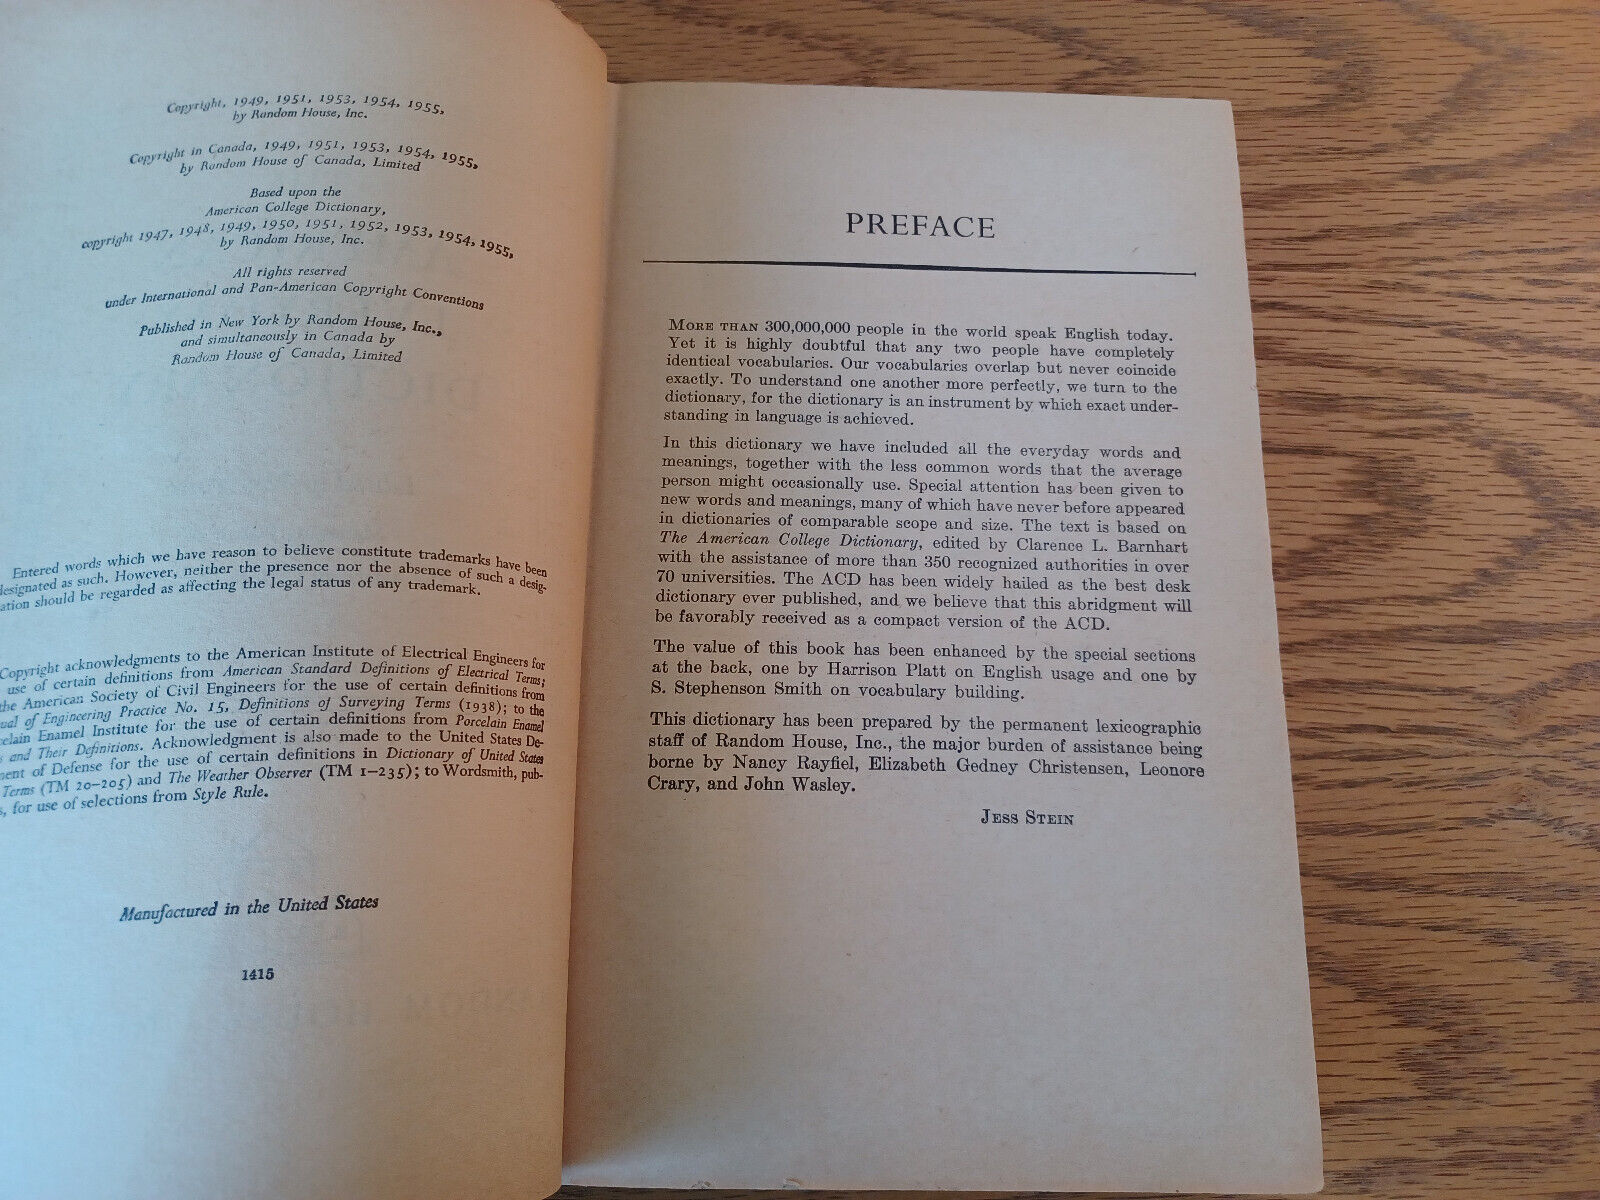 Copyright, 1949, 1951, 1953, 1954, 1955,
by Random House, Inc.
Copyright in Canada, 1949, 1951, 1953, 1954, 1955,
by Random House of Canada, Limited
Based upon the
American College Dictionary,
copyright 1947, 1948, 1949, 1950, 1951, 1952, 1953, 1954, 1955,
by Random House, Inc.
All rights reserved
under International and Pan-American Copyright Conventions
Published in New York by Random House, Inc.,
and simultaneously in Canada by
Random House of Canada, Limited
Entered words which we have reason to believe constitute trademarks have been
designated as such. However, neither the presence nor the absence of such a desig-
ation should be regarded as affecting the legal status of any trademark.
Copyright acknowledgments to the American Institute of Electrical Engineers for
use of certain definitions from American Standard Definitions of Electrical Terms;
the American Society of Civil Engineers for the use of certain definitions from
ual of Engineering Practice No. 15, Definitions of Surveying Terms (1938); to the
celain Enamel Institute for the use of certain definitions from Porcelain Enamel
s and Their Definitions. Acknowledgment is also made to the United States De-
ment of Defense for the use of certain definitions in Dictionary of United States
Terms (TM 20-205) and The Weather Observer (TM 1-235); to Wordsmith, pub-
s, for use of selections from Style Rule.
Manufactured in the United States
1415
PREFACE
MORE THAN 300,000,000 people in the world speak English today.
Yet it is highly doubtful that any two people have completely
identical vocabularies. Our vocabularies overlap but never coincide
exactly. To understand one another more perfectly, we turn to the
dictionary, for the dictionary is an instrument by which exact under-
standing in language is achieved.
In this dictionary we have included all the everyday words and
meanings, together with the less common words that the average
person might occasionally use. Special attention has been given to
new words and meanings, many of which have never before appeared
in dictionaries of comparable scope and size. The text is based on
The American College Dictionary, edited by Clarence L. Barnhart
with the assistance of more than 350 recognized authorities in over
70 universities. The ACD has been widely hailed as the best desk
dictionary ever published, and we believe that this abridgment will
be favorably received as a compact version of the ACD.
The value of this book has been enhanced by the special sections
at the back, one by Harrison Platt on English usage and one by
S. Stephenson Smith on vocabulary building.
This dictionary has been prepared by the permanent lexicographic
staff of Random House, Inc., the major burden of assistance being
borne by Nancy Rayfiel, Elizabeth Gedney Christensen, Leonore
Crary, and John Wasley.
JESS STEIN